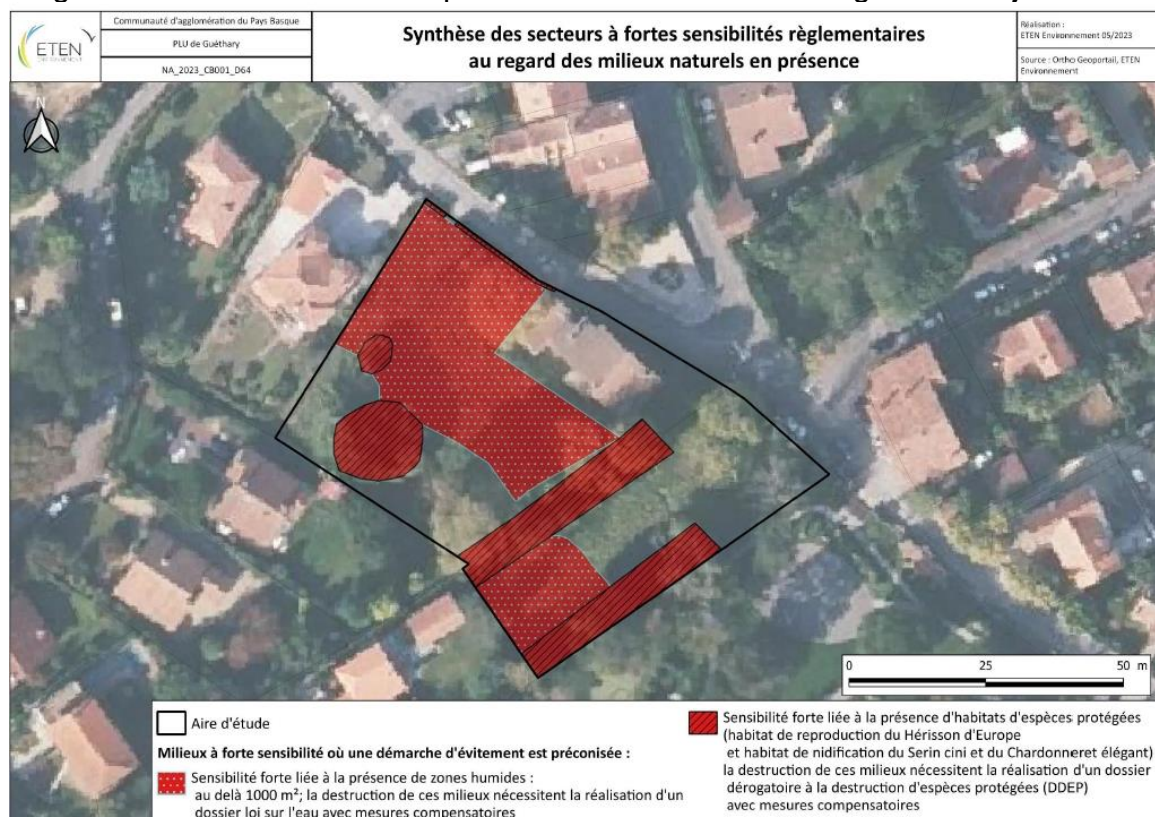 ETEN
ENVIRONNEMENT
Communauté d'agglomération du Pays Basque
PLU de Guéthary
NA_2023_CB001_D64
Synthèse des secteurs à fortes sensibilités règlementaires
au regard des milieux naturels en présence
Réalisation :
ETEN Environnement 05/2023
Source : Ortho Geoportail, ETEN
Environnement
N
0 25 50 m
Aire d'étude
Milieux à forte sensibilité où une démarche d'évitement est préconisée :
Sensibilité forte liée à la présence de zones humides :
au delà 1000 m²; la destruction de ces milieux nécessitent la réalisation d'un
dossier loi sur l'eau avec mesures compensatoires
Sensibilité forte liée à la présence d'habitats d'espèces protégées
(habitat de reproduction du Hérisson d'Europe
et habitat de nidification du Serin cini et du Chardonneret élégant)
la destruction de ces milieux nécessitent la réalisation d'un dossier
dérogatoire à la destruction d'espèces protégées (DDEP)
avec mesures compensatoires